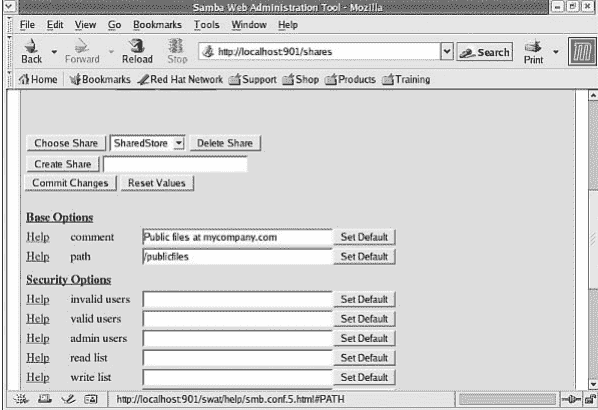 Samba Web Administration Tool - Mozilla
File Edit View Go Bookmarks Tools Window Help
Back Forward Reload Stop http://localhost:901/shares Search Print
Home Bookmarks Red Hat Network Support Shop Products Training
Choose Share SharedStore Delete Share
Create Share
Commit Changes Reset Values
Base Options
Help comment Public files at mycompany.com Set Default
Help path /publicfiles Set Default
Security Options
Help invalid users Set Default
Help valid users Set Default
Help admin users Set Default
Help read list Set Default
Help write list Set Default
http://localhost:901/swat/help/smb.conf.5.html#PATH